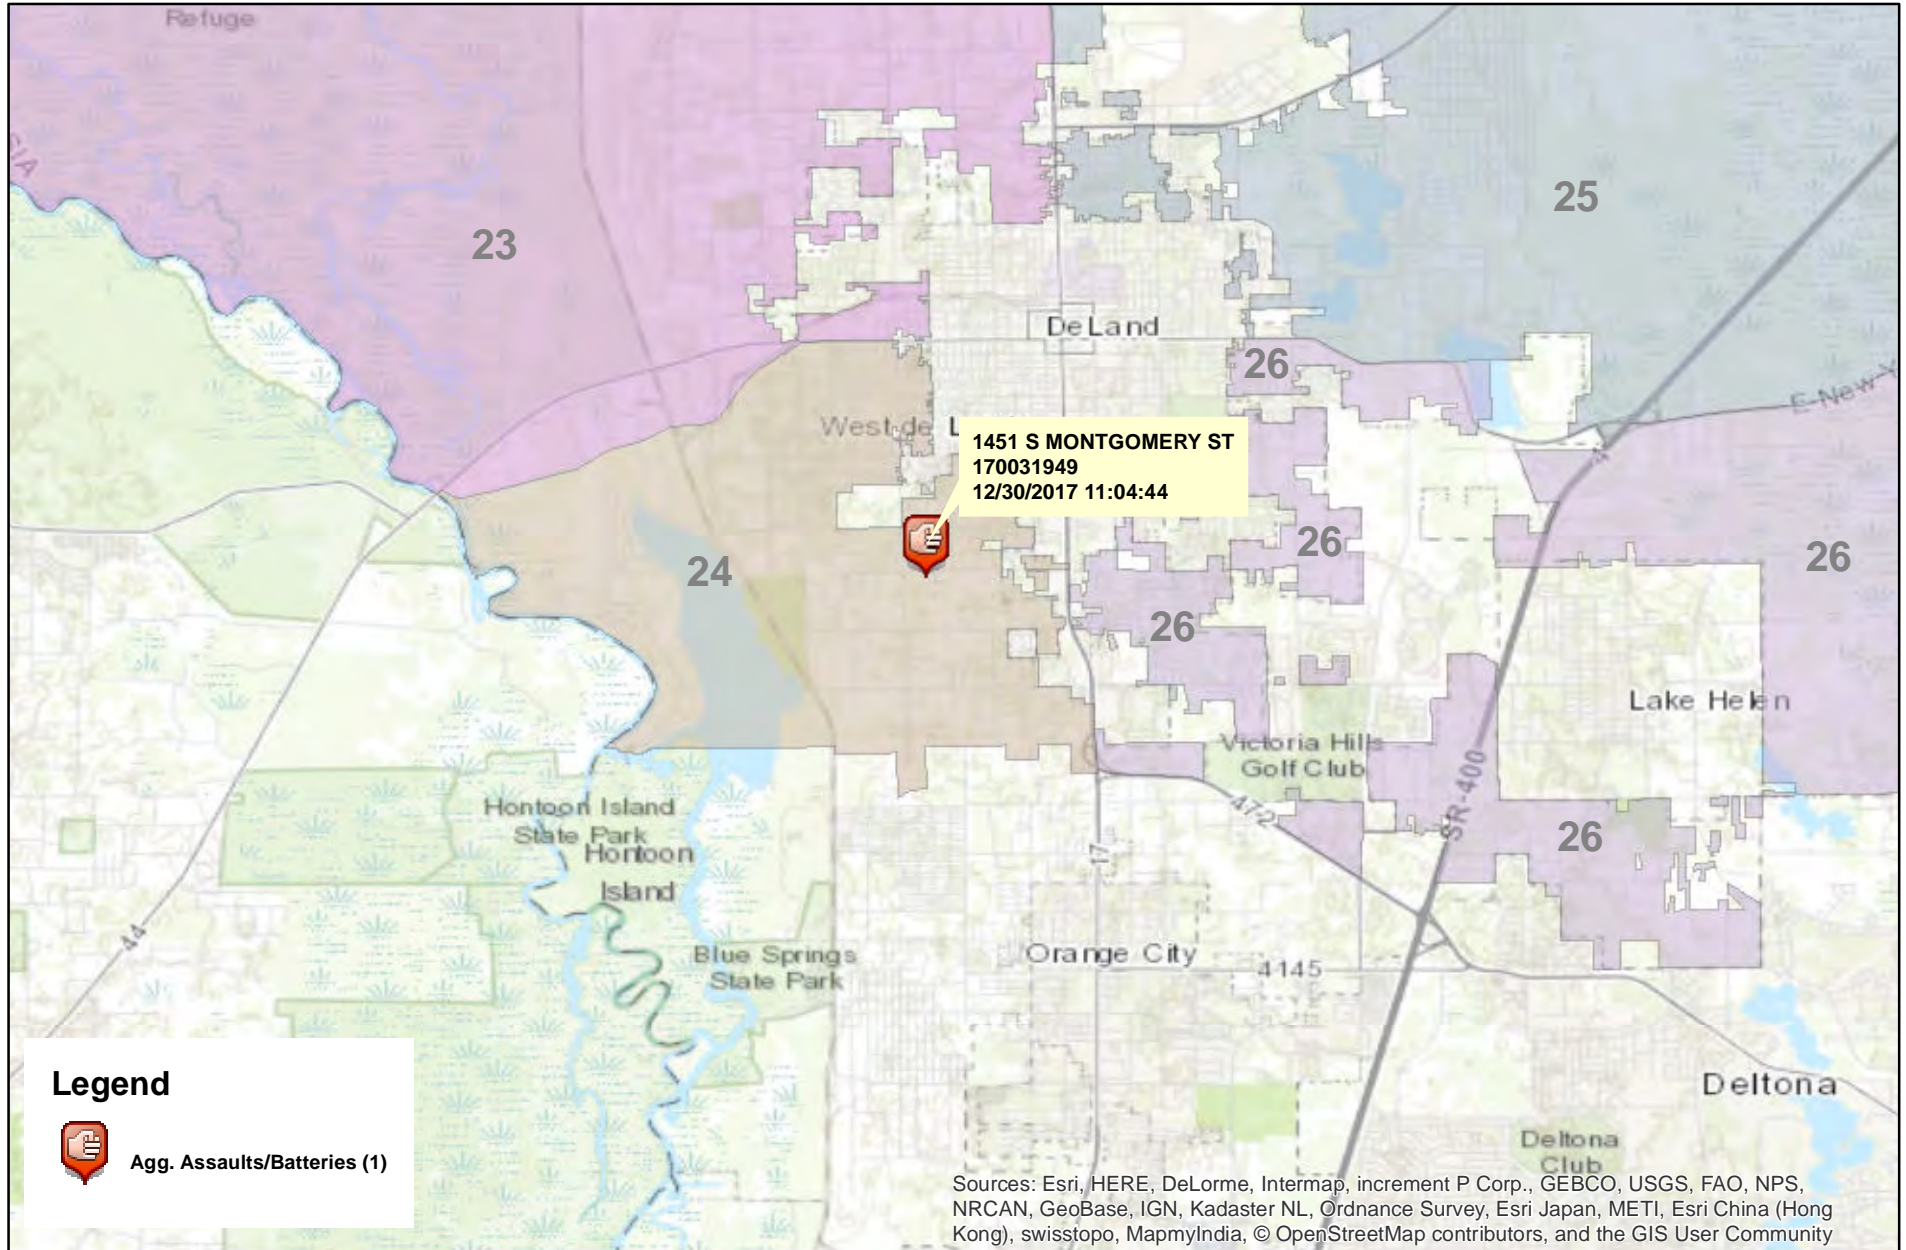 Refuge
SIA
23
25
DeLand
26
E New Y
West de L
1451 S MONTGOMERY ST
170031949
12/30/2017 11:04:44
4
24
26
26
26
Lake Helen
Victoria Hills
Golf Club
SR-400
472
Hontoon Island
State Park
Hontoon
Island
17
26
44
Blue Springs
State Park
Orange City
4145
Legend
Agg. Assaults/Batteries (1)
Deltona
Deltona
Club
Sources: Esri, HERE, DeLorme, Intermap, increment P Corp., GEBCO, USGS, FAO, NPS,
NRCAN, GeoBase, IGN, Kadaster NL, Ordnance Survey, Esri Japan, METI, Esri China (Hong
Kong), swisstopo, MapmyIndia, © OpenStreetMap contributors, and the GIS User Community